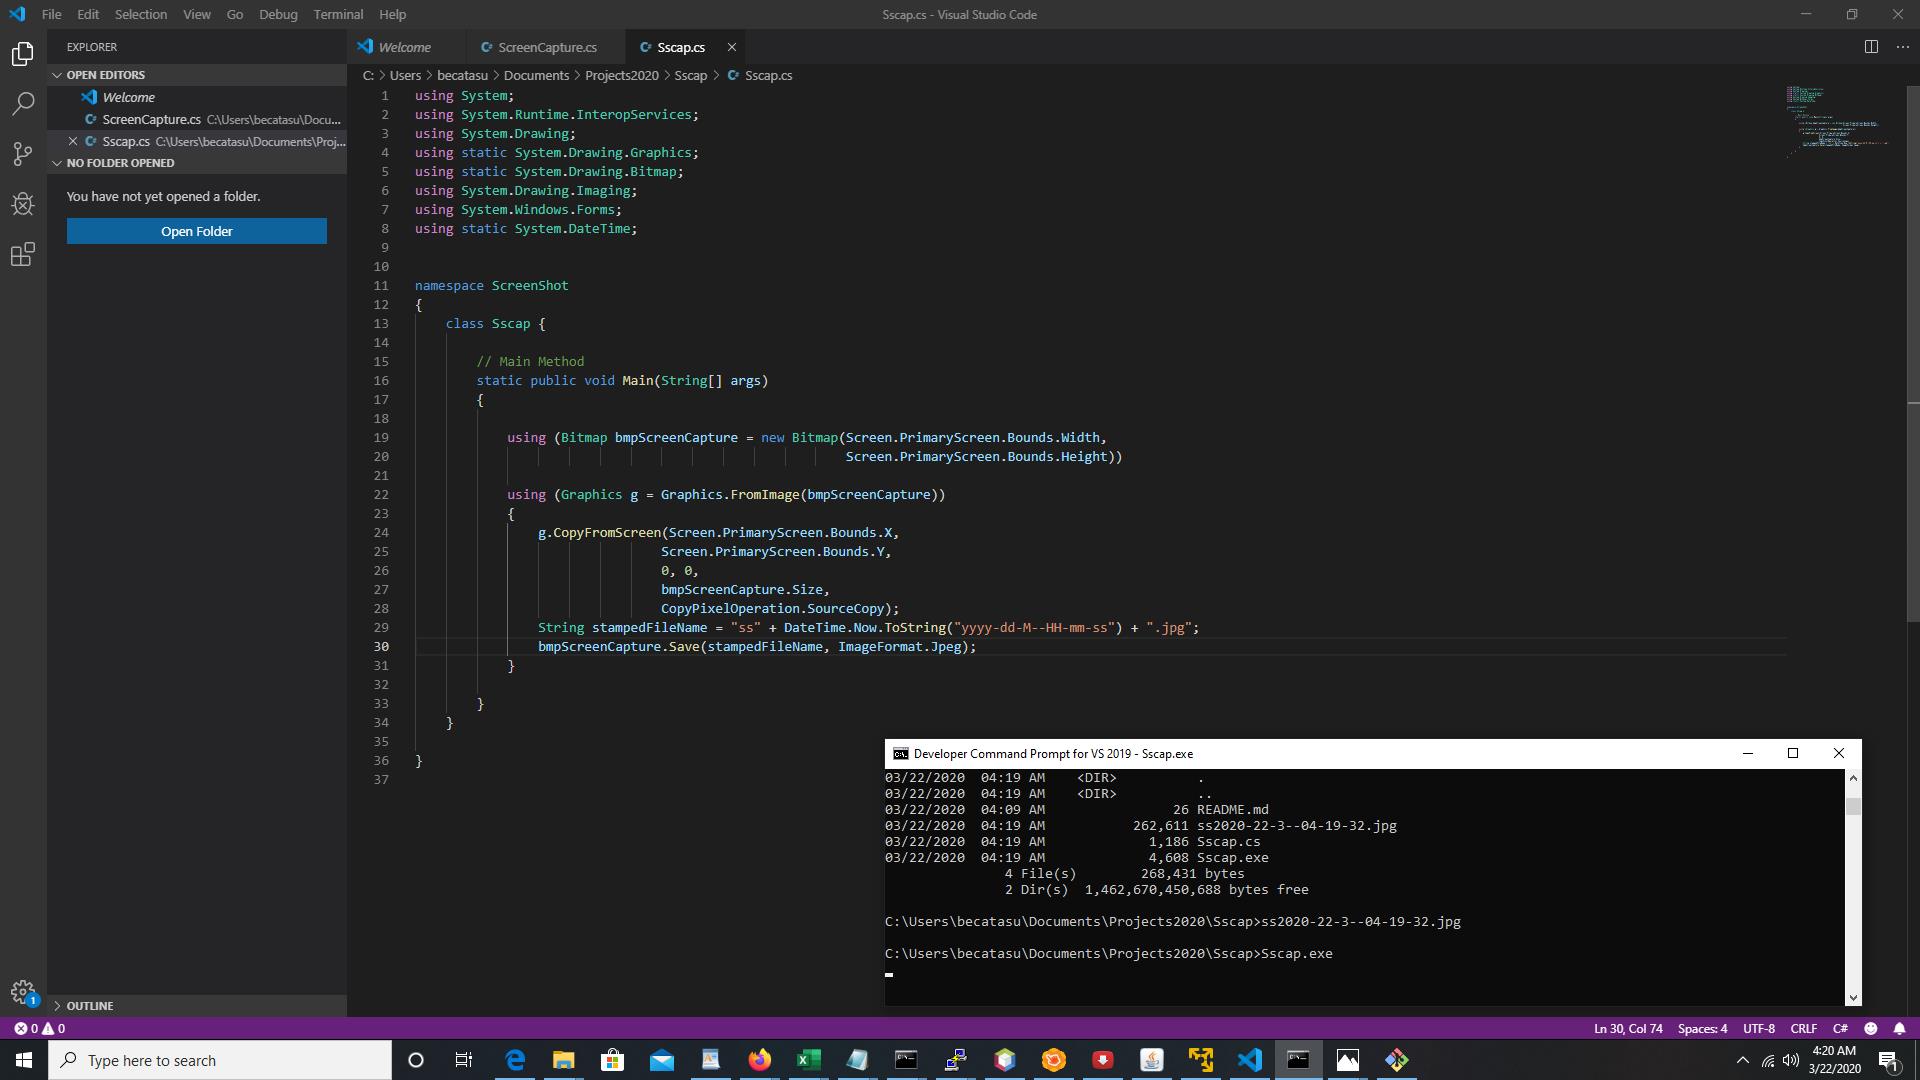 File Edit Selection View Go Debug Terminal Help
Sscap.cs - Visual Studio Code
EXPLORER
OPEN EDITORS
Welcome
ScreenCapture.cs C:\Users\becatasu\Docu...
Sscap.cs C:\Users\becatasu\Documents\Proj...
NO FOLDER OPENED
You have not yet opened a folder.
Open Folder
OUTLINE
Welcome ScreenCapture.cs Sscap.cs
C: > Users > becatasu > Documents > Projects2020 > Sscap > Sscap.cs
1 using System;
2 using System.Runtime.InteropServices;
3 using System.Drawing;
4 using static System.Drawing.Graphics;
5 using static System.Drawing.Bitmap;
6 using System.Drawing.Imaging;
7 using System.Windows.Forms;
8 using static System.DateTime;
9
10
11 namespace ScreenShot
12 {
13 class Sscap {
14
15 // Main Method
16 static public void Main(String[] args)
17 {
18
19 using (Bitmap bmpScreenCapture = new Bitmap(Screen.PrimaryScreen.Bounds.Width,
20 Screen.PrimaryScreen.Bounds.Height))
21
22 using (Graphics g = Graphics.FromImage(bmpScreenCapture))
23 {
24 g.CopyFromScreen(Screen.PrimaryScreen.Bounds.X,
25 Screen.PrimaryScreen.Bounds.Y,
26 0, 0,
27 bmpScreenCapture.Size,
28 CopyPixelOperation.SourceCopy);
29 String stampedFileName = "ss" + DateTime.Now.ToString("yyyy-dd-M--HH-mm-ss") + ".jpg";
30 bmpScreenCapture.Save(stampedFileName, ImageFormat.Jpeg);
31 }
32
33 }
34 }
35
36 }
37
Developer Command Prompt for VS 2019 - Sscap.exe
03/22/2020 04:19 AM <DIR> .
03/22/2020 04:19 AM <DIR> ..
03/22/2020 04:09 AM 26 README.md
03/22/2020 04:19 AM 262,611 ss2020-22-3--04-19-32.jpg
03/22/2020 04:19 AM 1,186 Sscap.cs
03/22/2020 04:19 AM 4,608 Sscap.exe
4 File(s) 268,431 bytes
2 Dir(s) 1,462,670,450,688 bytes free
C:\Users\becatasu\Documents\Projects2020\Sscap>ss2020-22-3--04-19-32.jpg
C:\Users\becatasu\Documents\Projects2020\Sscap>Sscap.exe
1
0 0
Ln 30, Col 74 Spaces: 4 UTF-8 CRLF C#
Type here to search
4:20 AM
3/22/2020
1